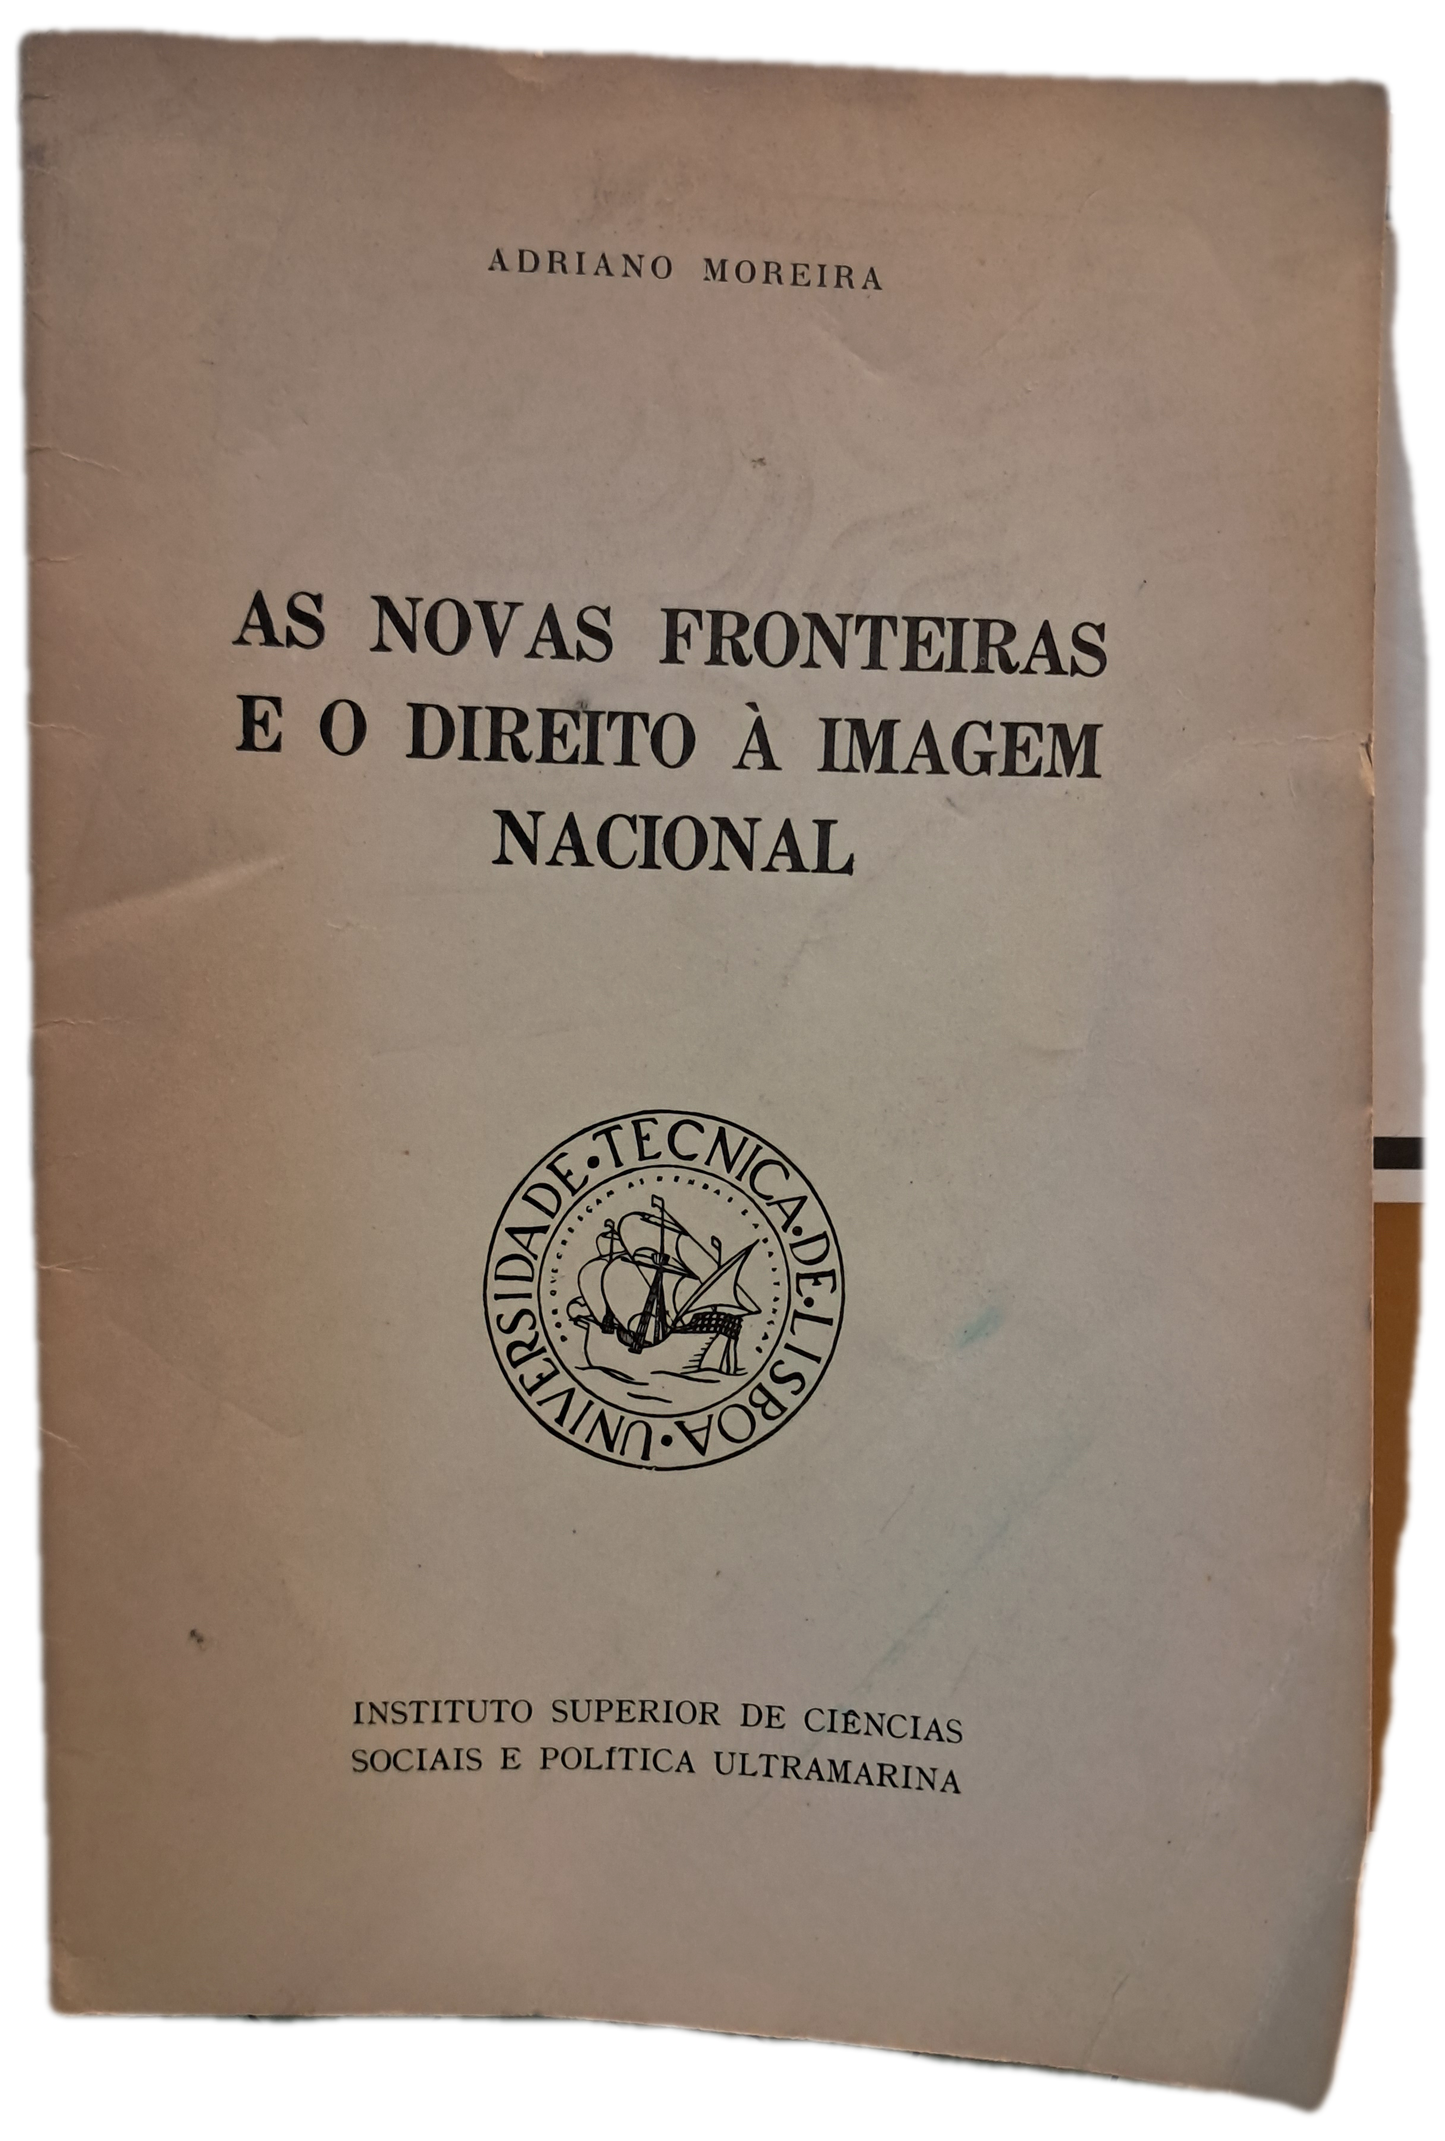 ADRIANO MOREIRA
AS NOVAS FRONTEIRAS
E O DIREITO À IMAGEM
NACIONAL
UNIVERSIDADE · TECNICA · DE · LISBOA ·
INSTITUTO SUPERIOR DE CIÊNCIAS
SOCIAIS E POLÍTICA ULTRAMARINA